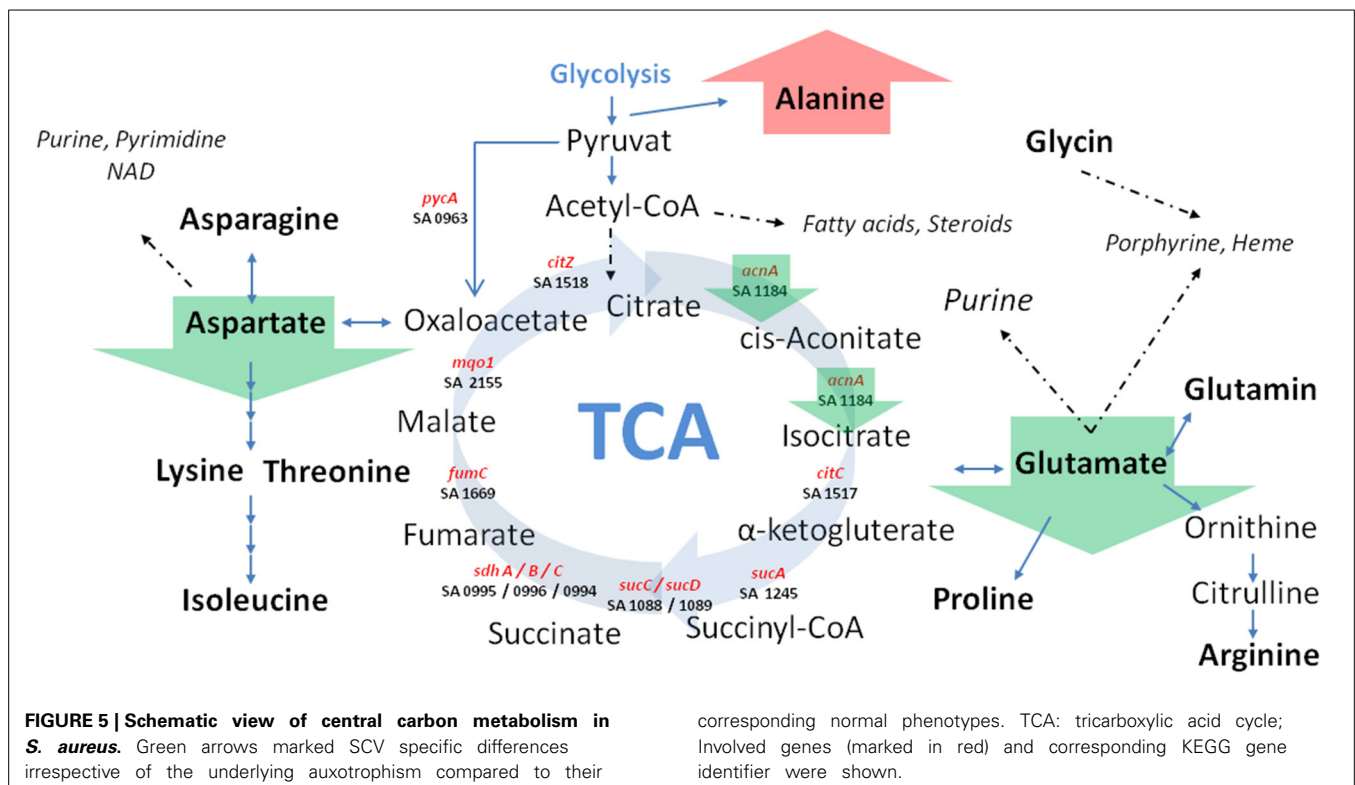 Glycolysis
Alanine
Purine, Pyrimidine
NAD
Pyruvat
Glycin
pycA
SA 0963
Acetyl-CoA
Asparagine
Fatty acids, Steroids
Porphyrine, Heme
citZ
SA 1518
acnA
SA 1184
Citrate
Purine
Aspartate
Oxaloacetate
cis-Aconitate
mqo1
SA 2155
acnA
SA 1184
Glutamin
Malate
TCA
Isocitrate
Glutamate
Lysine
Threonine
fumC
SA 1669
citC
SA 1517
Fumarate
α-ketogluterate
Ornithine
sdh A / B / C
SA 0995 / 0996 / 0994
sucC / sucD
SA 1088 / 1089
sucA
SA 1245
Isoleucine
Proline
Citrulline
Succinate
Succinyl-CoA
Arginine
FIGURE 5 | Schematic view of central carbon metabolism in
S. aureus. Green arrows marked SCV specific differences
irrespective of the underlying auxotrophism compared to their
corresponding normal phenotypes. TCA: tricarboxylic acid cycle;
Involved genes (marked in red) and corresponding KEGG gene
identifier were shown.